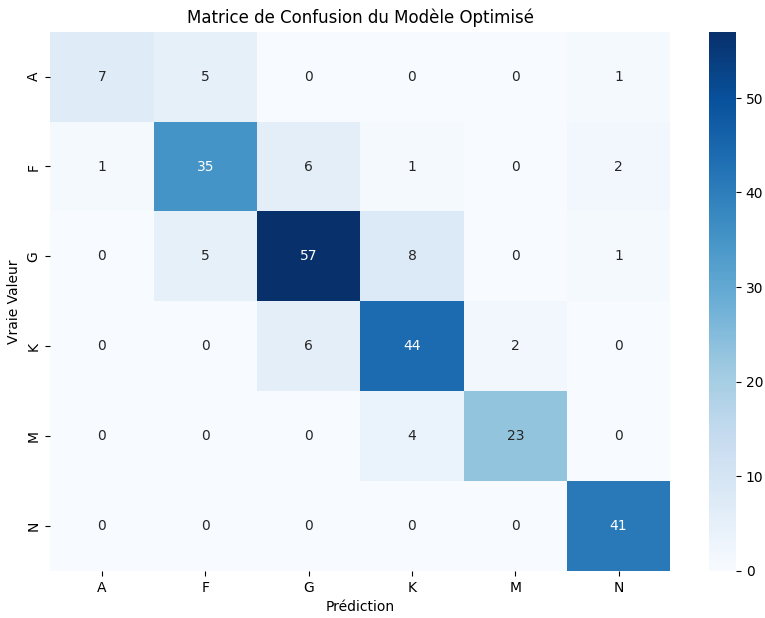 Matrice de Confusion du Modèle Optimisé
A 7 5 0 0 0 1
F 1 35 6 1 0 2
G 0 5 57 8 0 1
K 0 0 6 44 2 0
M 0 0 0 4 23 0
N 0 0 0 0 0 41
A F G K M N
Prédiction
Vraie Valeur
50
40
30
20
10
0